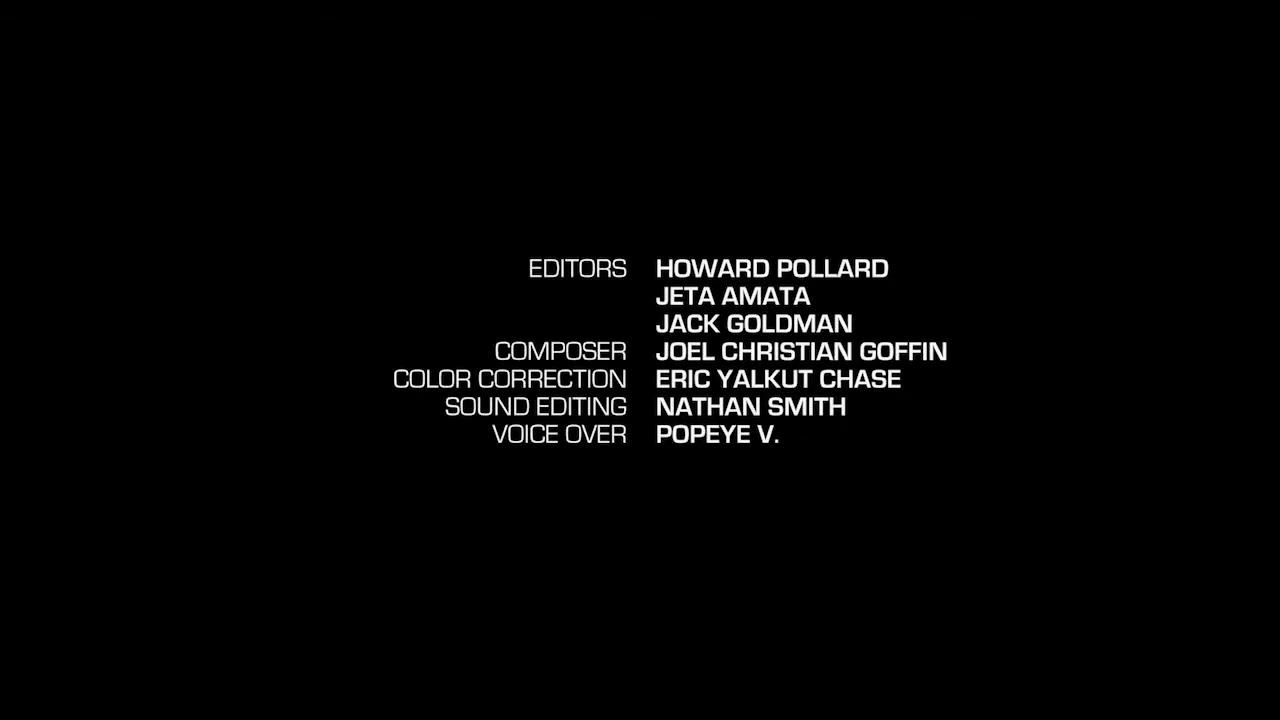 EDITORS HOWARD POLLARD
JETA AMATA
JACK GOLDMAN
COMPOSER JOEL CHRISTIAN GOFFIN
COLOR CORRECTION ERIC YALKUT CHASE
SOUND EDITING NATHAN SMITH
VOICE OVER POPEYE V.